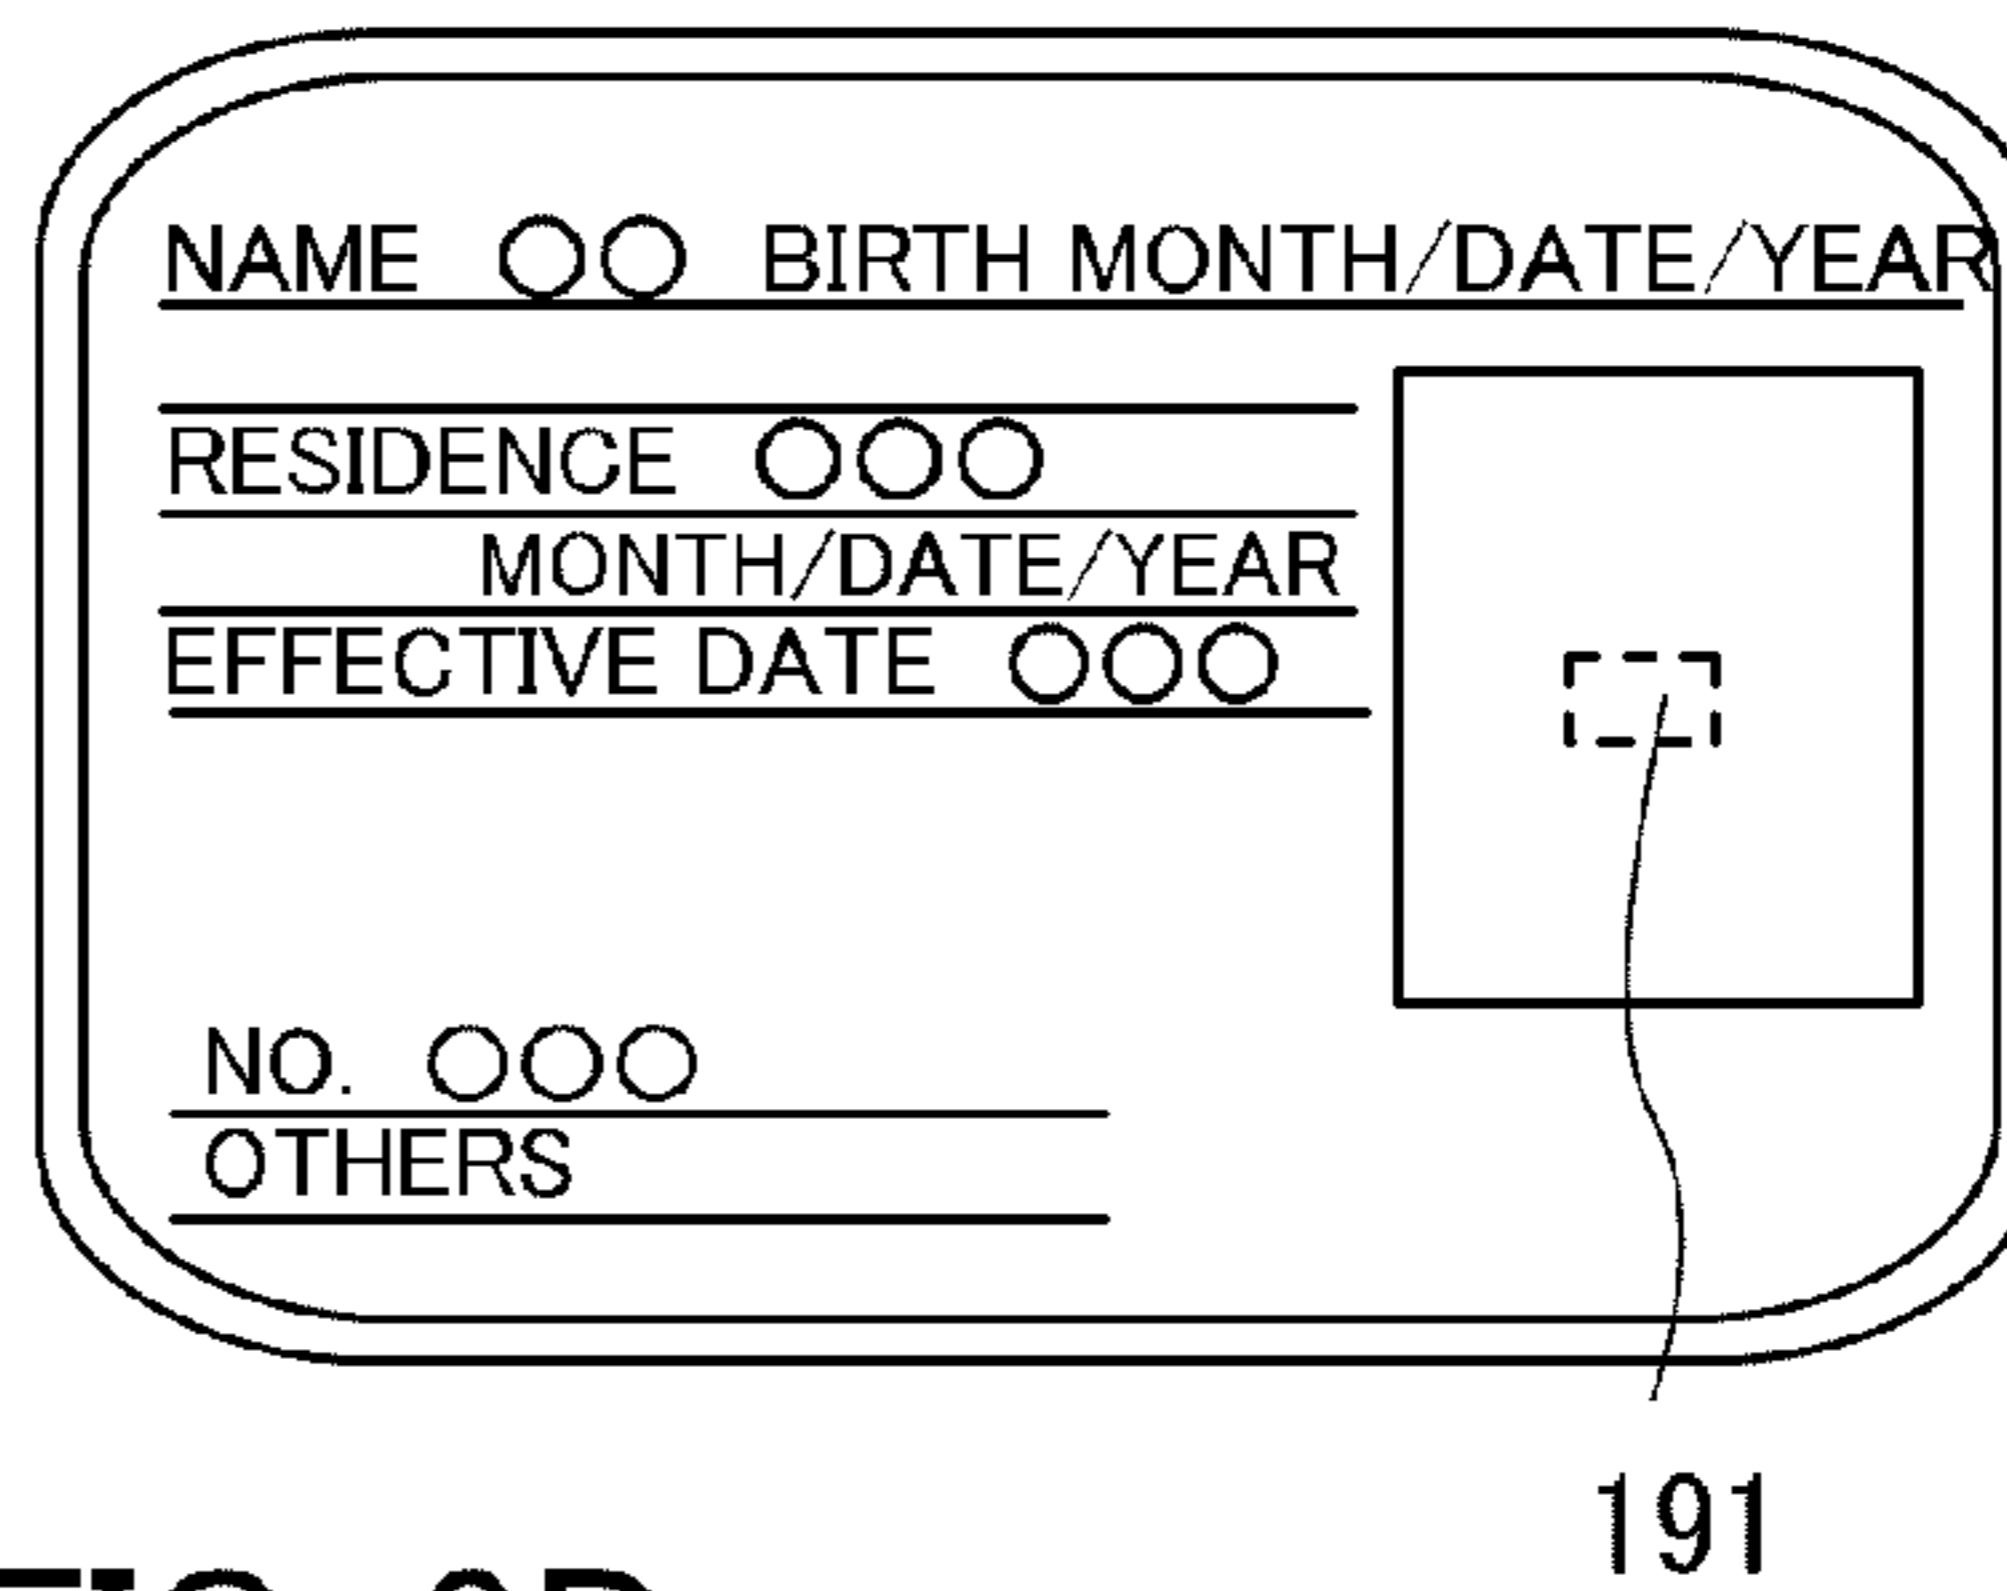 NAME ○○ BIRTH MONTH/DATE/YEAR
RESIDENCE ○○○
MONTH/DATE/YEAR
EFFECTIVE DATE ○○○
NO. ○○○
OTHERS
191